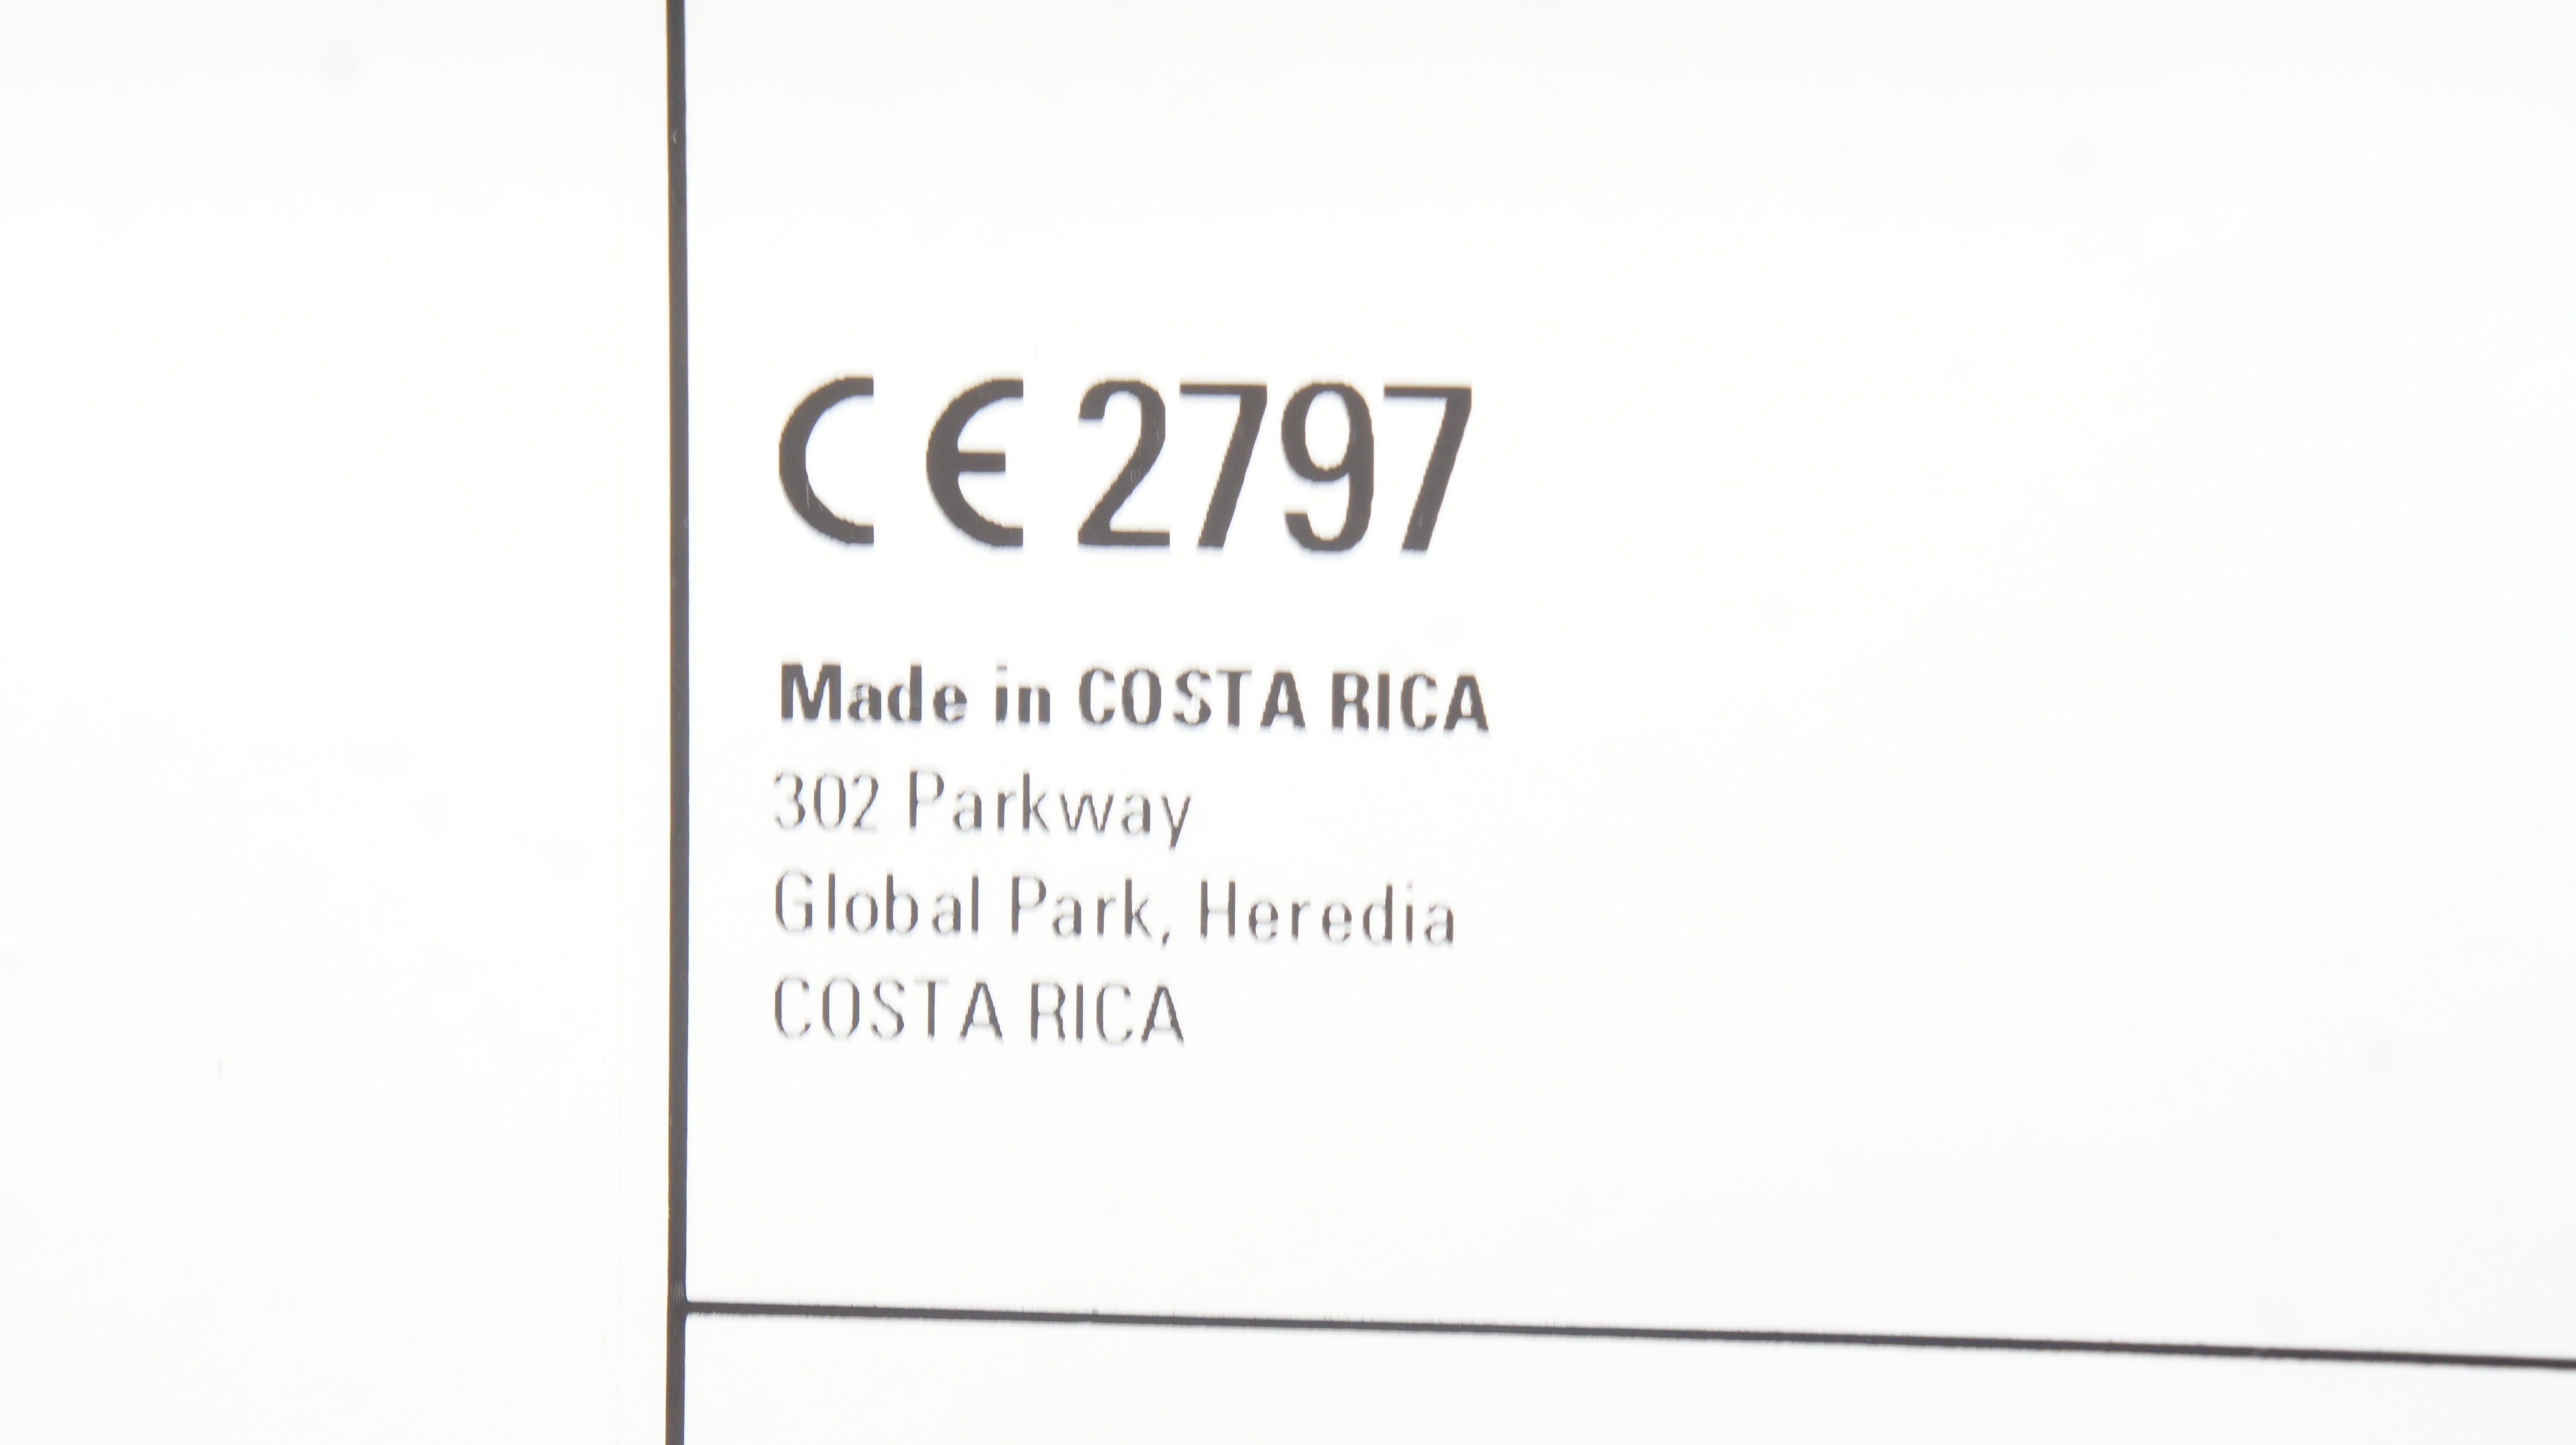 CE 2797
Made in COSTA RICA
302 Parkway
Global Park, Heredia
COSTA RICA